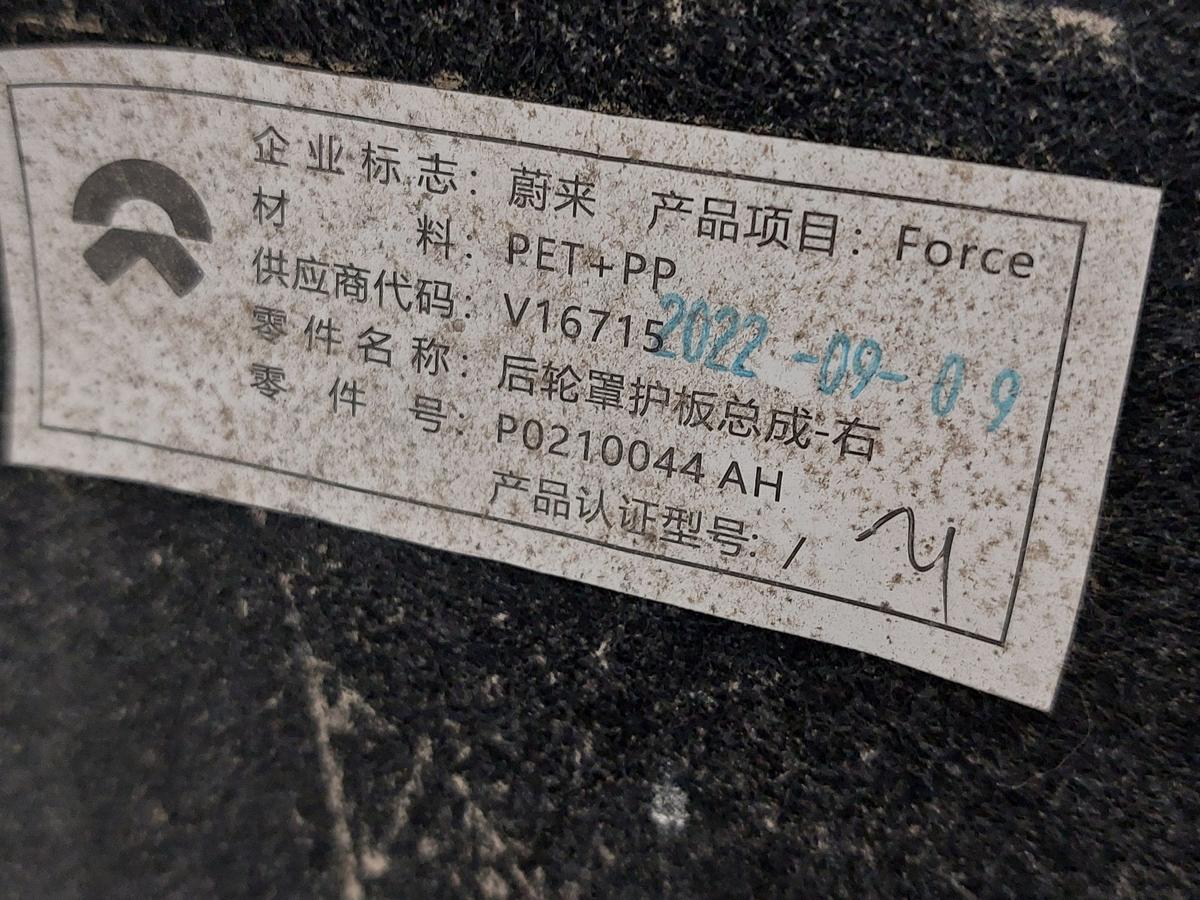 企业标志：蔚来 产品项目：Force
材料：PET+PP
供应商代码：V16715
2022-09-09
零件名称：后轮罩护板总成-右
零件号：P0210044 AH
产品认证型号: /